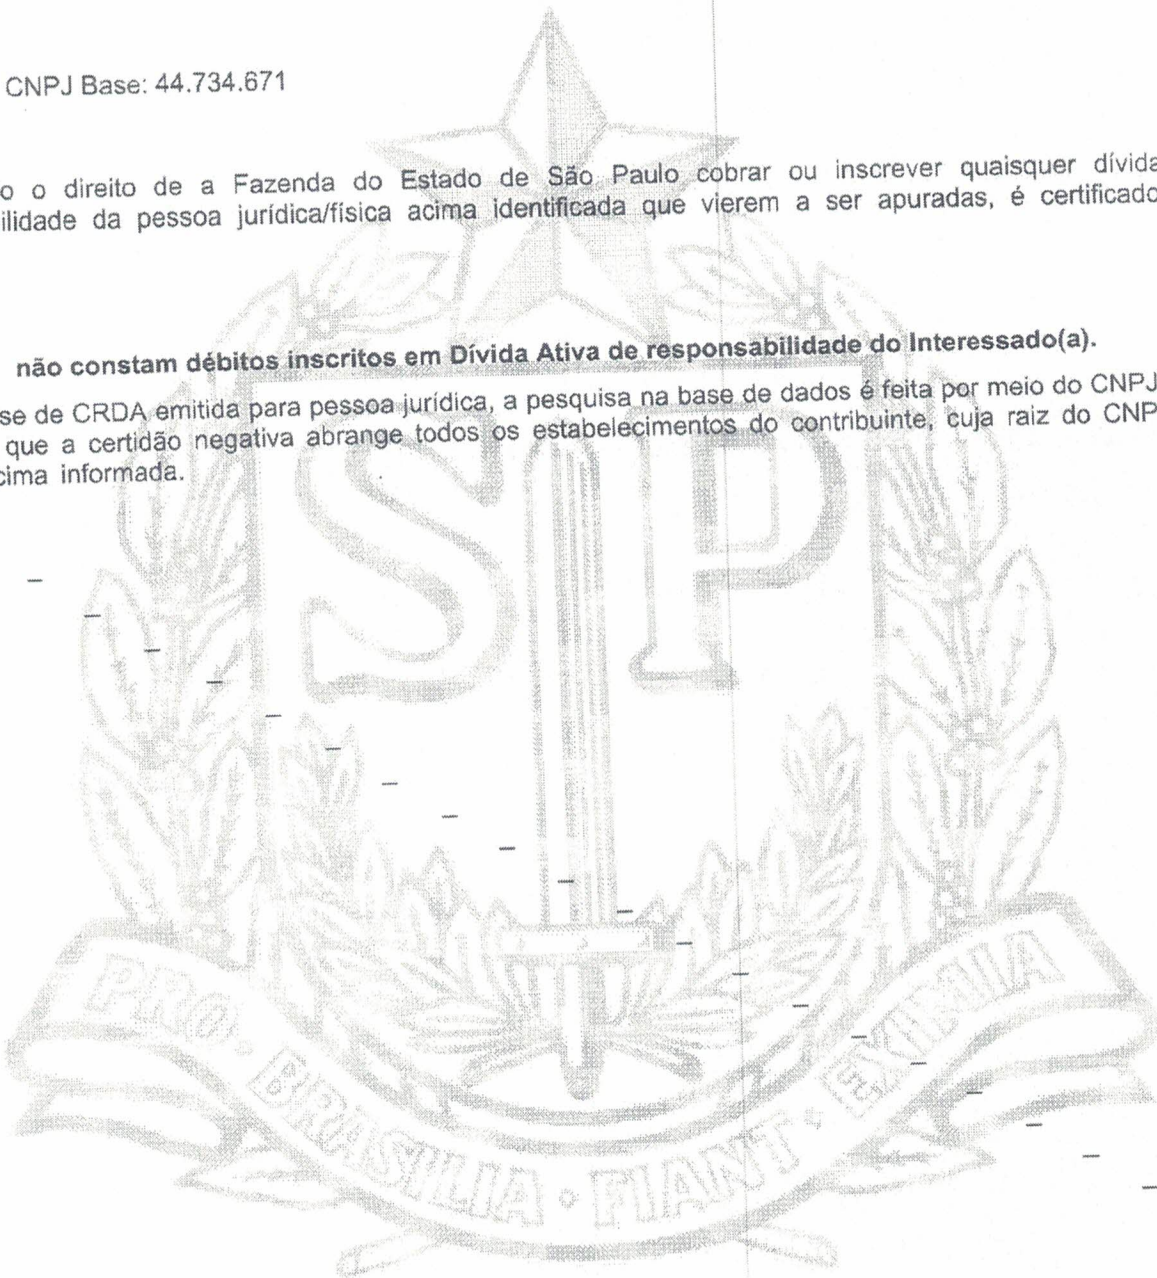 CNPJ Base: 44.734.671
o o direito de a Fazenda do Estado de São Paulo cobrar ou inscrever quaisquer dívida
ilidade da pessoa jurídica/física acima identificada que vierem a ser apuradas, é certificado
não constam débitos inscritos em Dívida Ativa de responsabilidade do Interessado(a).
se de CRDA emitida para pessoa jurídica, a pesquisa na base de dados é feita por meio do CNPJ
que a certidão negativa abrange todos os estabelecimentos do contribuinte, cuja raiz do CNP
cima informada.
SP
PRO · BRASILIA · FIANT · EXIMIA